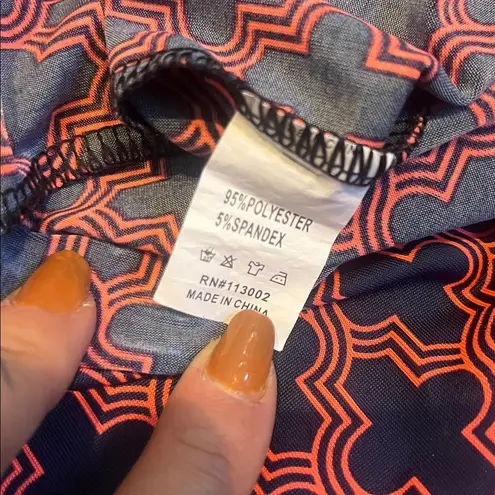 95%POLYESTER
5%SPANDEX
RN#113002
MADE IN CHINA